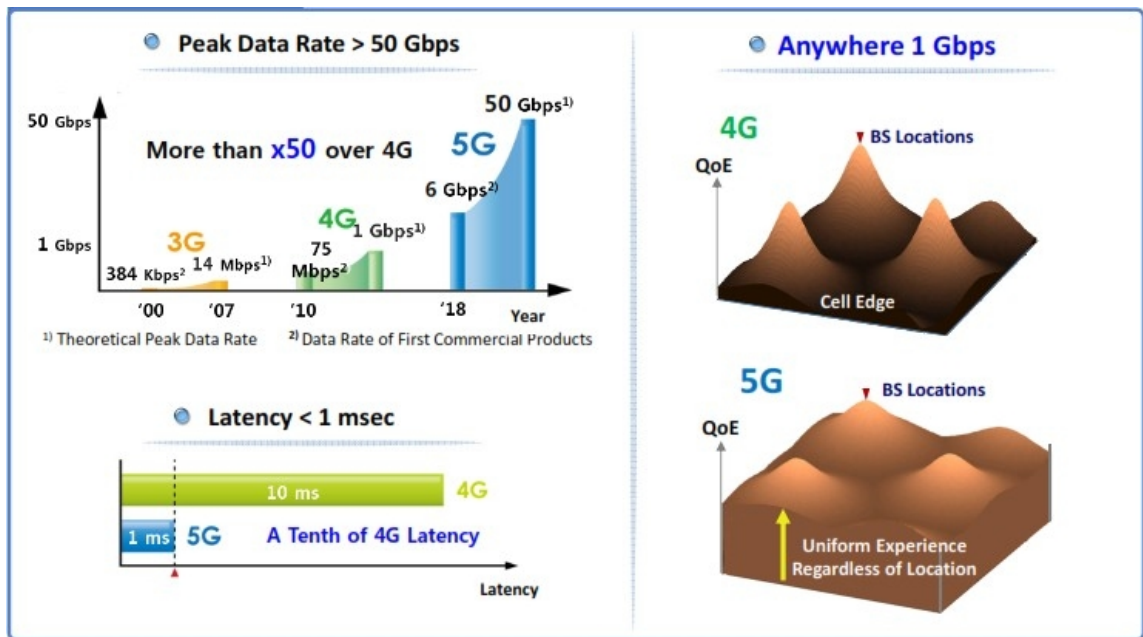 Peak Data Rate > 50 Gbps
50 Gbps
1 Gbps
More than x50 over 4G
3G
384 Kbps²
14 Mbps¹⁾
4G
75
Mbps²
1 Gbps¹⁾
5G
6 Gbps²⁾
50 Gbps¹⁾
'00
'07
'10
'18
Year
¹⁾ Theoretical Peak Data Rate
²⁾ Data Rate of First Commercial Products
Latency < 1 msec
10 ms
4G
1 ms
5G
A Tenth of 4G Latency
Latency
Anywhere 1 Gbps
4G
QoE
BS Locations
Cell Edge
5G
QoE
BS Locations
Uniform Experience
Regardless of Location